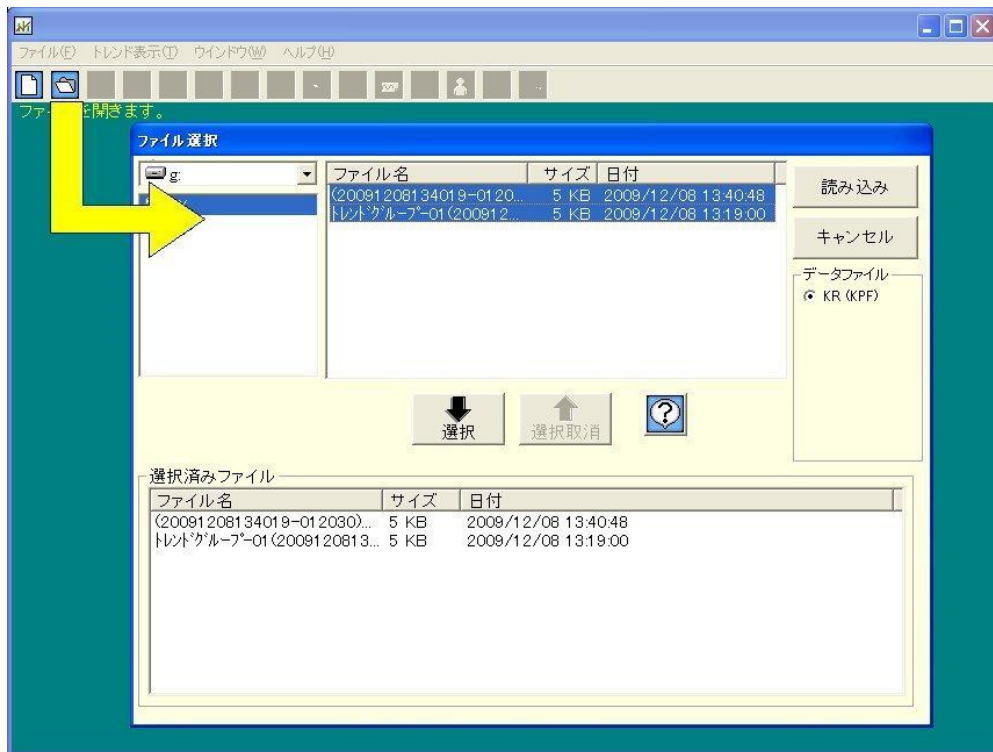 ファイル(F) トレンド表示(T) ウインドウ(W) ヘルプ(H)
を開きます。
ファイル選択
g:
ファイル名 サイズ 日付
(20091208134019-0120... 5 KB 2009/12/08 13:40:48
ﾄﾚﾝﾄﾞｸﾞﾙｰﾌﾟ-01(200912... 5 KB 2009/12/08 13:19:00
読み込み
キャンセル
データファイル
KR (KPF)
選択
選択取消
?
選択済みファイル
ファイル名 サイズ 日付
(20091208134019-012030)... 5 KB 2009/12/08 13:40:48
ﾄﾚﾝﾄﾞｸﾞﾙｰﾌﾟ-01(2009120813... 5 KB 2009/12/08 13:19:00